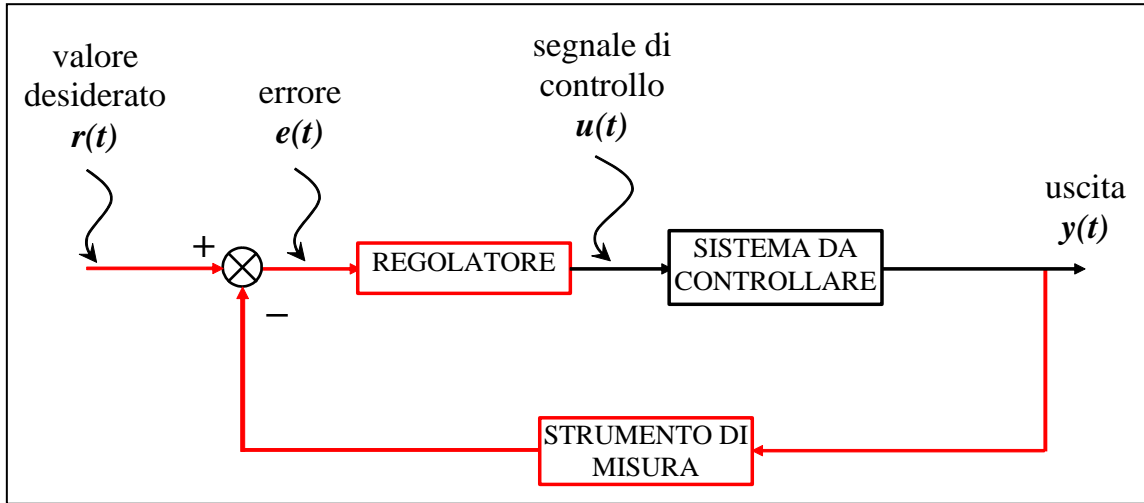 valore
desiderato
r(t)
errore
e(t)
segnale di
controllo
u(t)
uscita
y(t)
+
−
REGOLATORE
SISTEMA DA
CONTROLLARE
STRUMENTO DI
MISURA